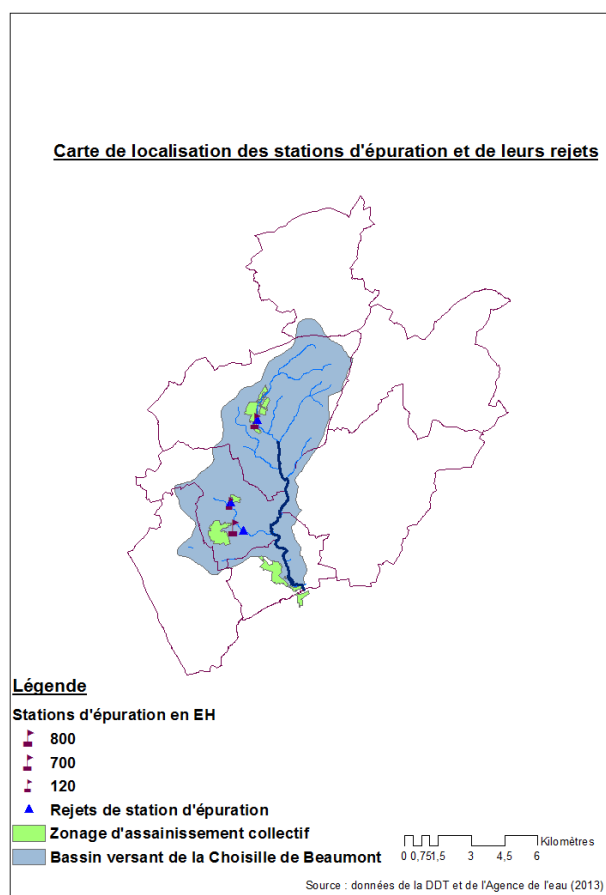 Carte de localisation des stations d'épuration et de leurs rejets
Légende
Stations d'épuration en EH
800
700
120
Rejets de station d'épuration
Zonage d'assainissement collectif
Bassin versant de la Choisille de Beaumont
Kilomètres
0 0,751,5 3 4,5 6
Source : données de la DDT et de l'Agence de l'eau (2013)